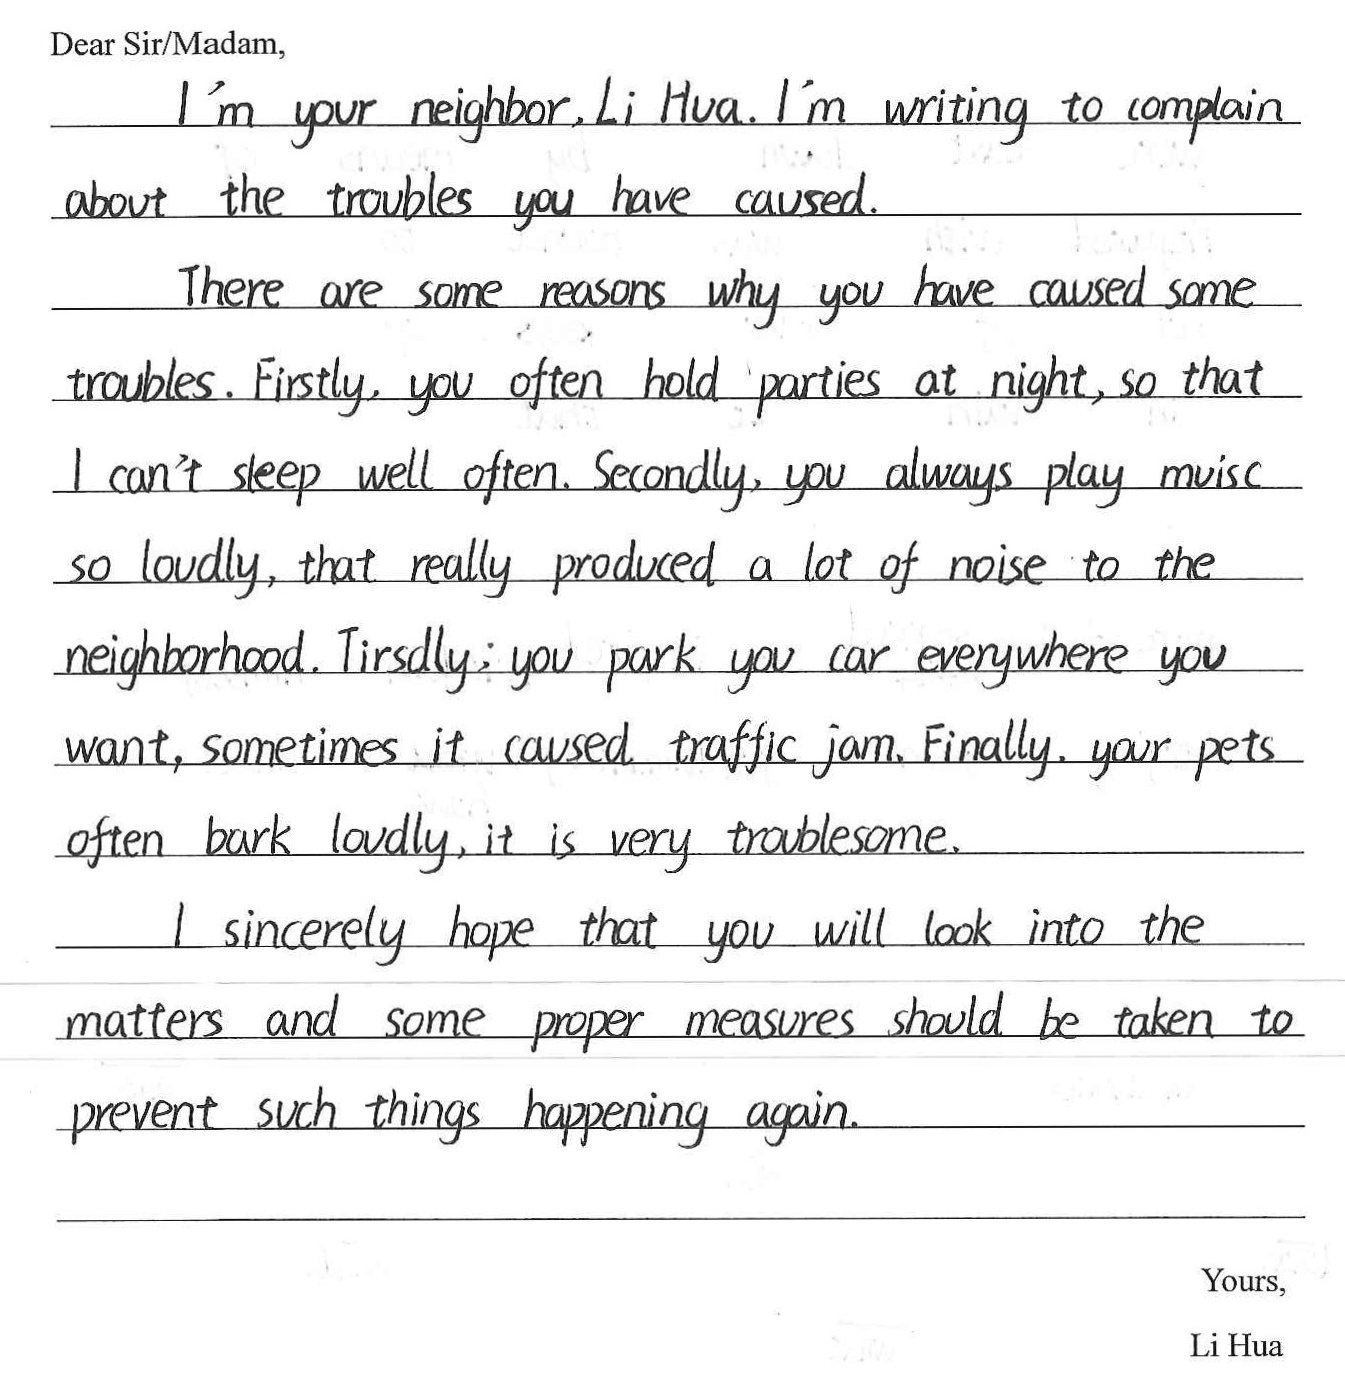 Dear Sir/Madam,
I'm your neighbor, Li Hua. I'm writing to complain
about the troubles you have caused.
There are some reasons why you have caused some
troubles. Firstly, you often hold parties at night, so that
I can't sleep well often. Secondly, you always play muisc
so loudly, that really produced a lot of noise to the
neighborhood. Tirsdly; you park you car everywhere you
want, sometimes it caused traffic jam. Finally, your pets
often bark loudly, it is very troublesome.
I sincerely hope that you will look into the
matters and some proper measures should be taken to
prevent such things happening again.
Yours,
Li Hua